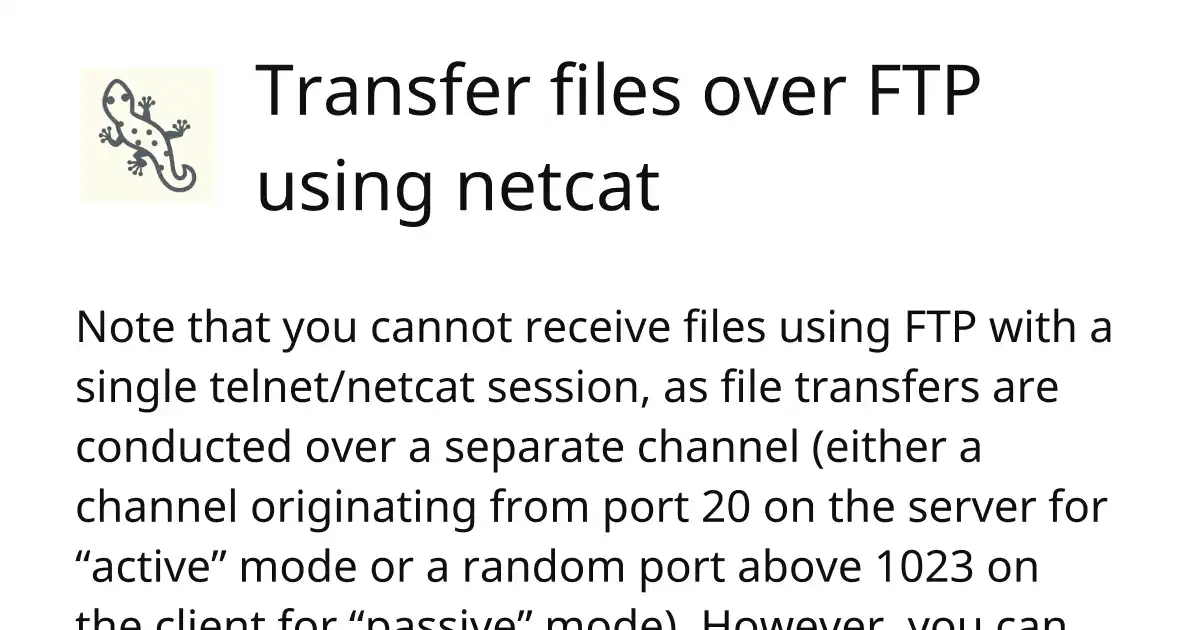 Transfer files over FTP
using netcat
Note that you cannot receive files using FTP with a
single telnet/netcat session, as file transfers are
conducted over a separate channel (either a
channel originating from port 20 on the server for
“active” mode or a random port above 1023 on
the client for “passive” mode). However, you can